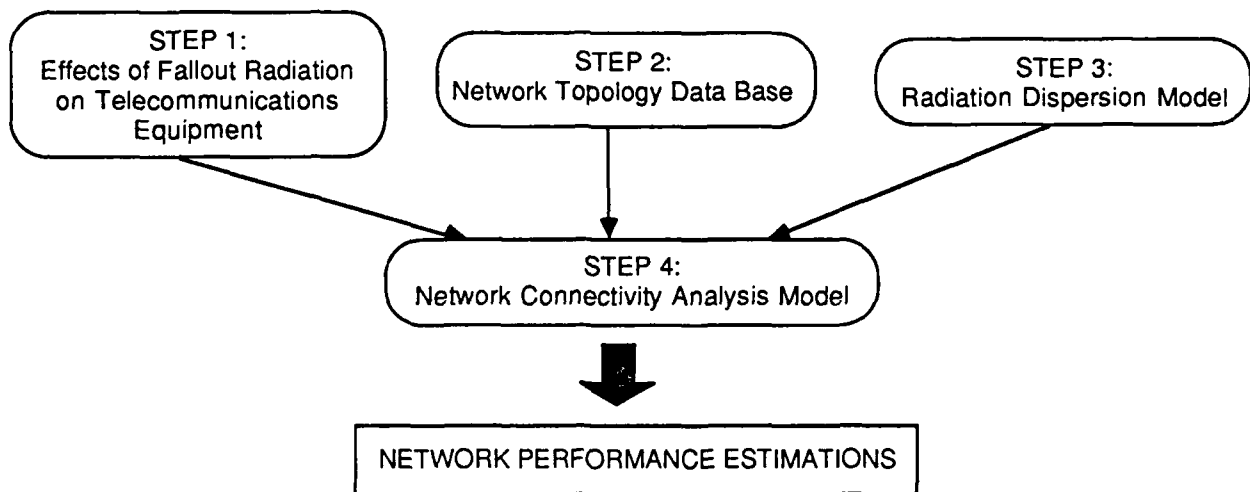 STEP 1:
Effects of Fallout Radiation
on Telecommunications
Equipment
STEP 2:
Network Topology Data Base
STEP 3:
Radiation Dispersion Model
STEP 4:
Network Connectivity Analysis Model
NETWORK PERFORMANCE ESTIMATIONS